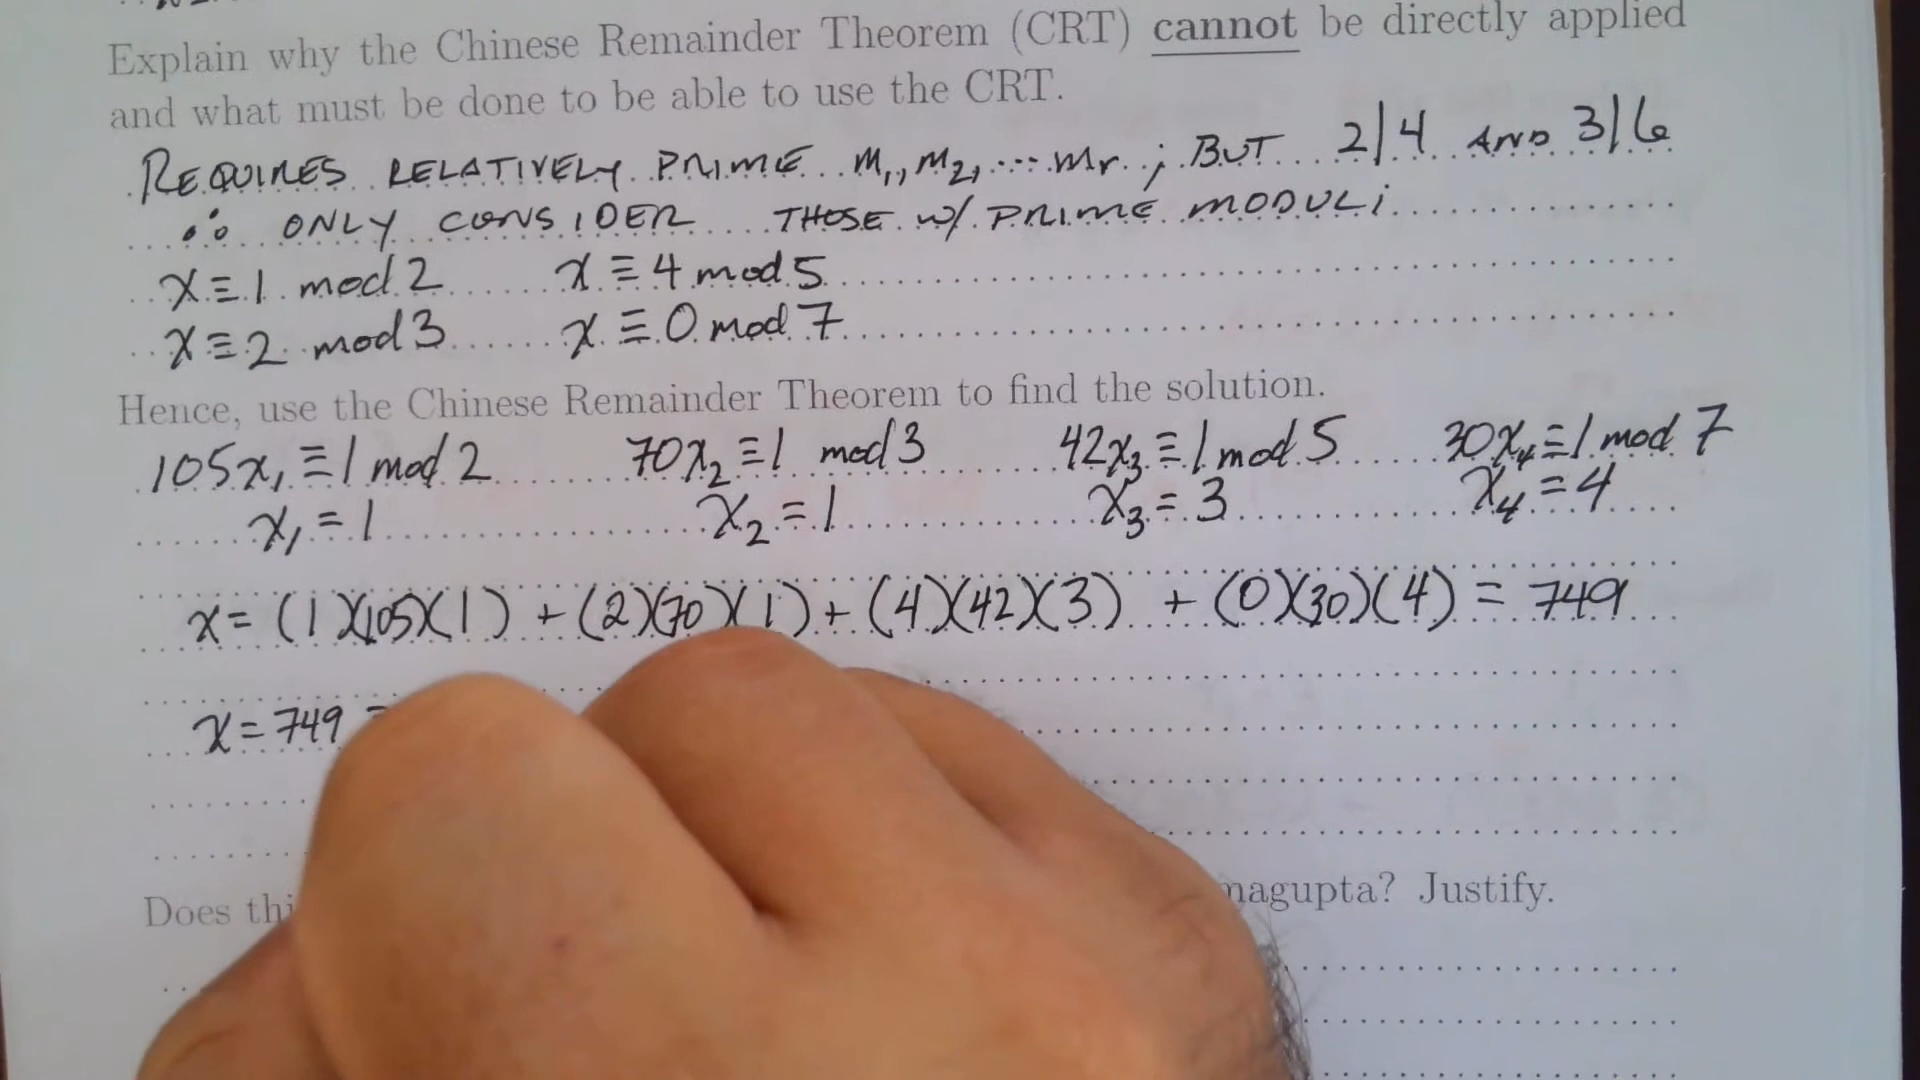 Explain why the Chinese Remainder Theorem (CRT) cannot be directly applied
and what must be done to be able to use the CRT.
REQUIRES RELATIVELY PRIME m₁, m₂, ... mᵣ ; BUT 2|4 AND 3|6
∴ ONLY CONSIDER THOSE W/ PRIME MODULI
x ≡ 1 mod 2 x ≡ 4 mod 5
x ≡ 2 mod 3 x ≡ 0 mod 7
Hence, use the Chinese Remainder Theorem to find the solution.
105x₁ ≡ 1 mod 2 70x₂ ≡ 1 mod 3 42x₃ ≡ 1 mod 5 30x₄ ≡ 1 mod 7
x₁ = 1 x₂ = 1 x₃ = 3 x₄ = 4
x = (1)(105)(1) + (2)(70)(1) + (4)(42)(3) + (0)(30)(4) = 749
x = 749
Does Justify.